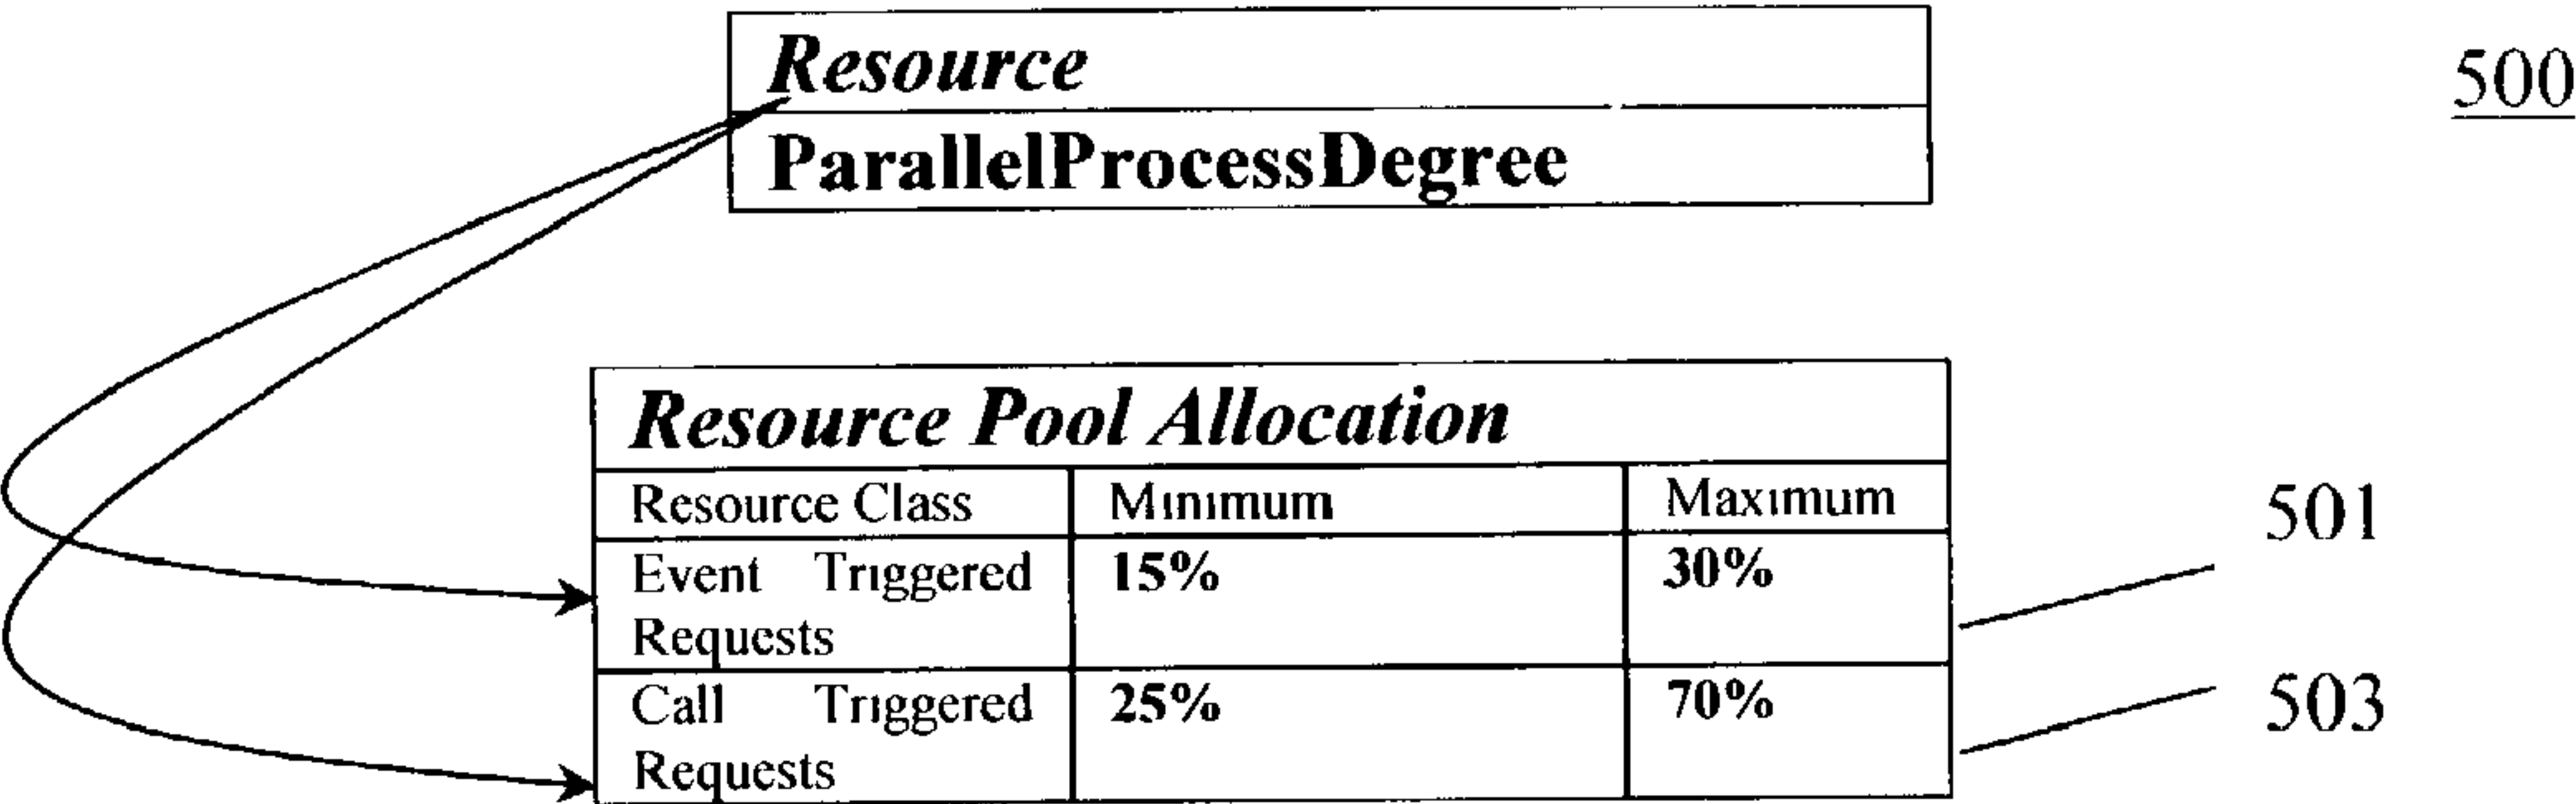 Resource
500
ParallelProcessDegree
Resource Pool Allocation
Resource Class Minimum Maximum
501
Event Triggered 15% 30%
Requests
503
Call Triggered 25% 70%
Requests